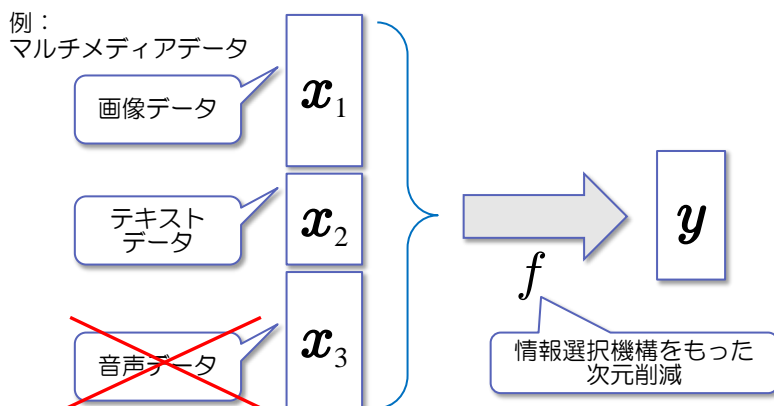 例：
マルチメディアデータ
画像データ
x₁
テキスト
データ
x₂
音声データ
x₃
f
y
情報選択機構をもった
次元削減